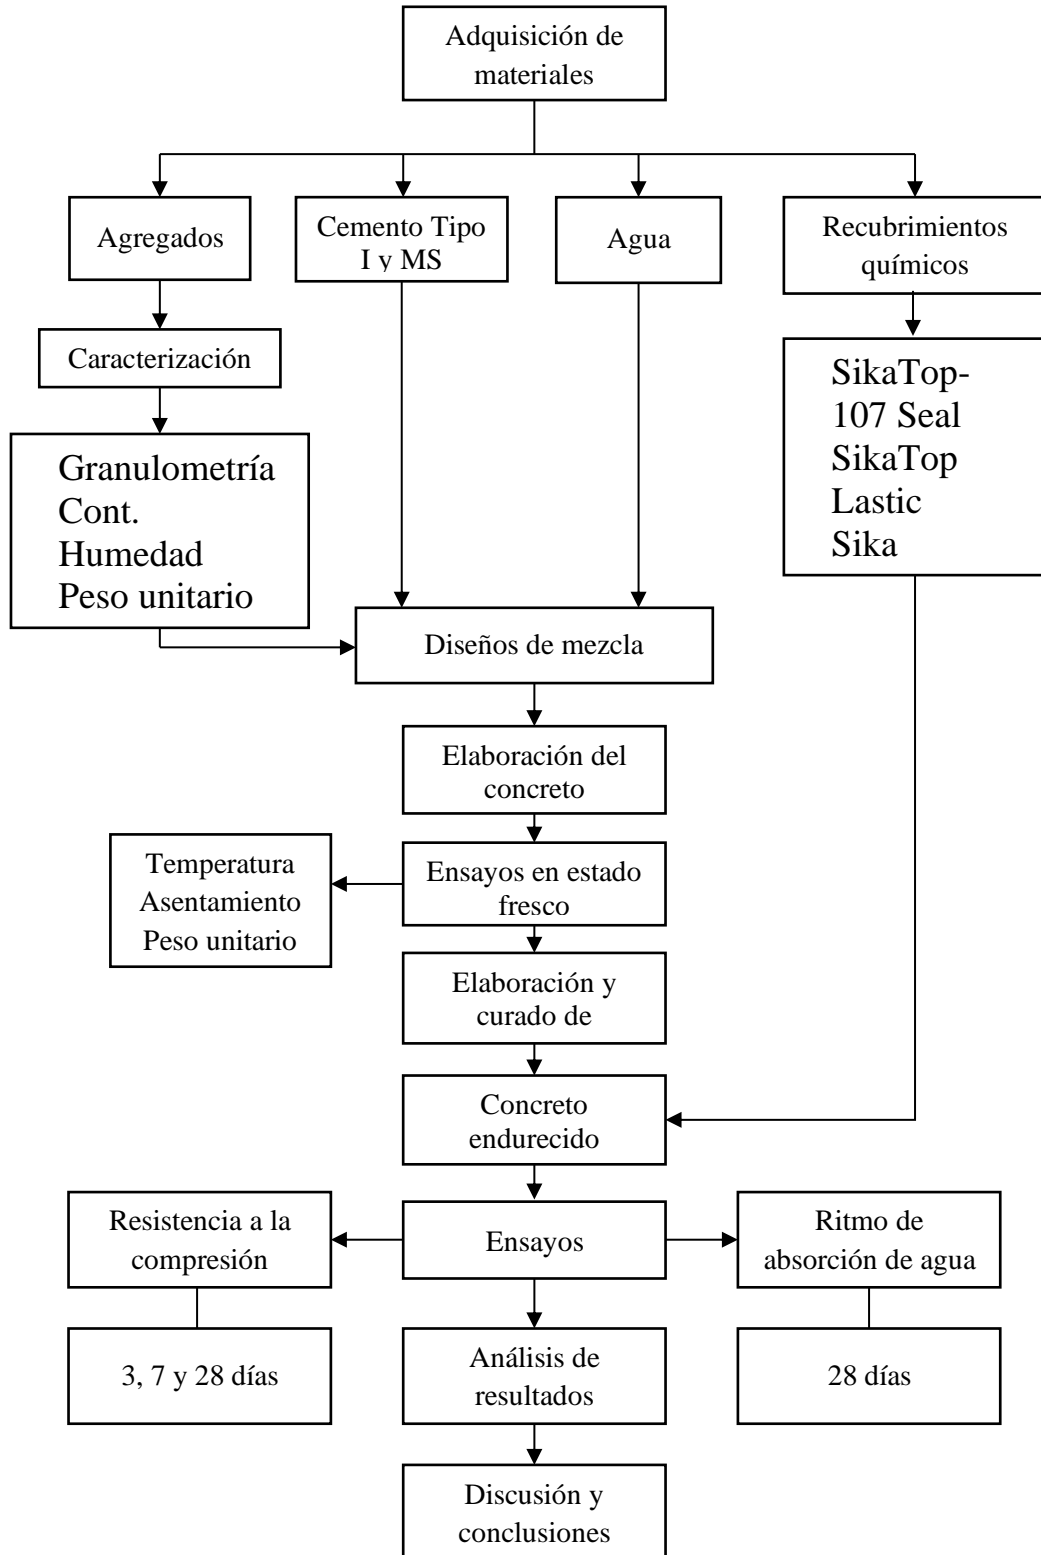 Adquisición de
materiales
Agregados
Cemento Tipo
I y MS
Agua
Recubrimientos
químicos
Caracterización
SikaTop-
107 Seal
SikaTop
Lastic
Sika
Granulometría
Cont.
Humedad
Peso unitario
Diseños de mezcla
Elaboración del
concreto
Temperatura
Asentamiento
Peso unitario
Ensayos en estado
fresco
Elaboración y
curado de
Concreto
endurecido
Resistencia a la
compresión
Ensayos
Ritmo de
absorción de agua
3, 7 y 28 días
Análisis de
resultados
28 días
Discusión y
conclusiones